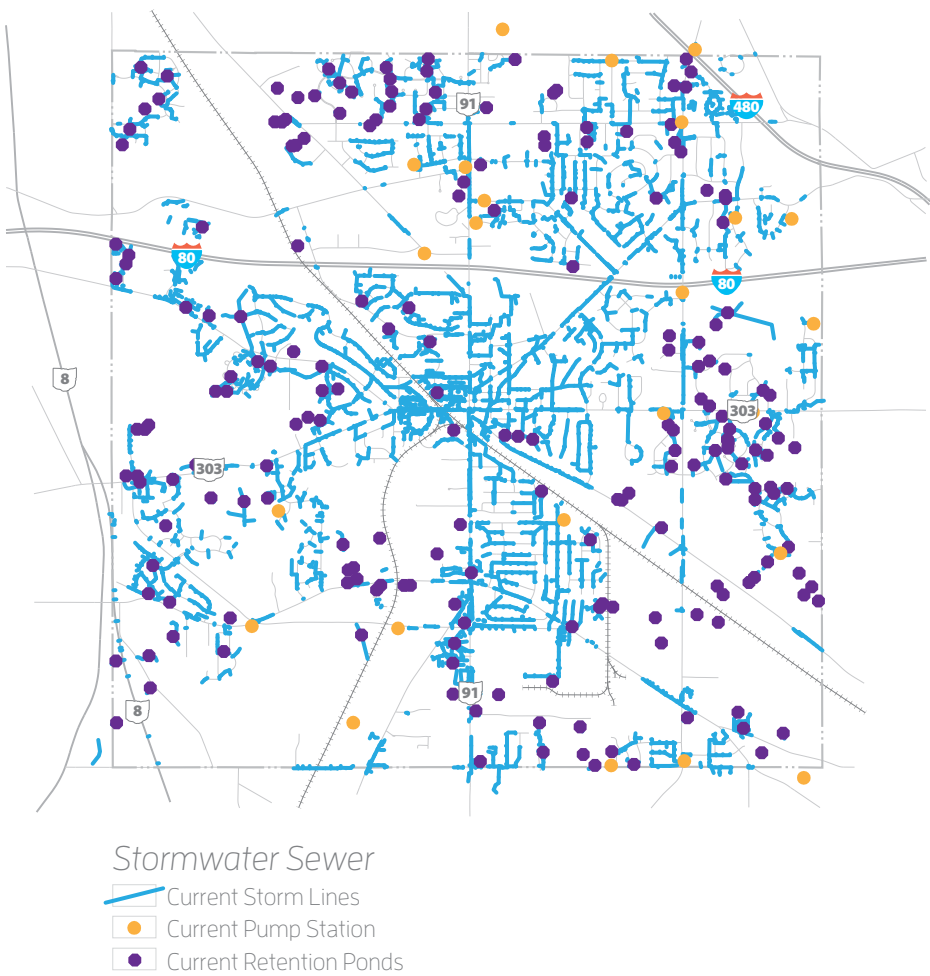 91
480
80
80
8
303
303
91
8
Stormwater Sewer
Current Storm Lines
Current Pump Station
Current Retention Ponds